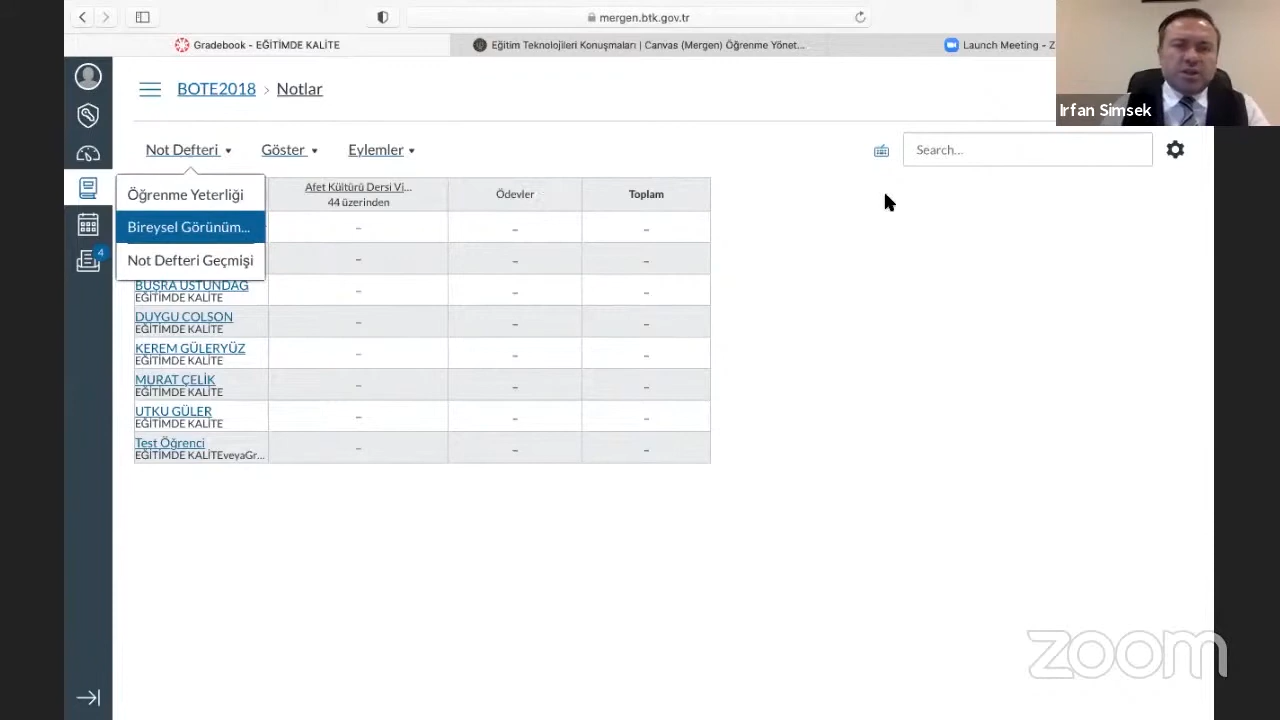 mergen.btk.gov.tr
Gradebook - EĞİTİMDE KALİTE
Eğitim Teknolojileri Konuşmaları | Canvas (Mergen) Öğrenme Yönet...
Launch Meeting - Z
Irfan Simsek
BOTE2018 › Notlar
Not Defteri
Göster
Eylemler
Search...
Öğrenme Yeterliği
Bireysel Görünüm...
Not Defteri Geçmişi
4
Afet Kültürü Dersi Vi...
44 üzerinden
Ödevler
Toplam
– – –
– – –
BUŞRA ÜSTÜNDAĞ – – –
EĞİTİMDE KALİTE
DUYGU COLSON – – –
EĞİTİMDE KALİTE
KEREM GÜLERYÜZ – – –
EĞİTİMDE KALİTE
MURAT ÇELİK – – –
EĞİTİMDE KALİTE
UTKU GÜLER – – –
EĞİTİMDE KALİTE
Test Öğrenci – – –
EĞİTİMDE KALİTEveyaGr...
zoom